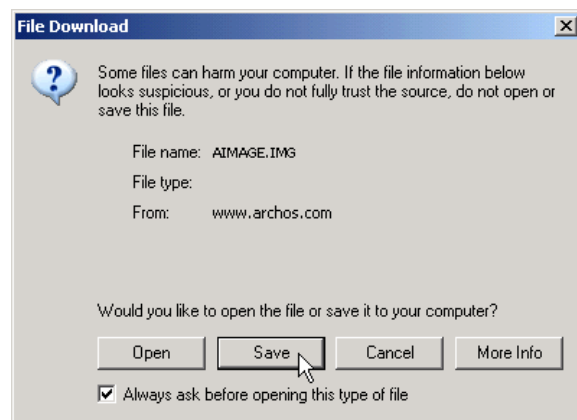 File Download
Some files can harm your computer. If the file information below
looks suspicious, or you do not fully trust the source, do not open or
save this file.
File name: AIMAGE.IMG
File type:
From: www.archos.com
Would you like to open the file or save it to your computer?
Open Save Cancel More Info
Always ask before opening this type of file